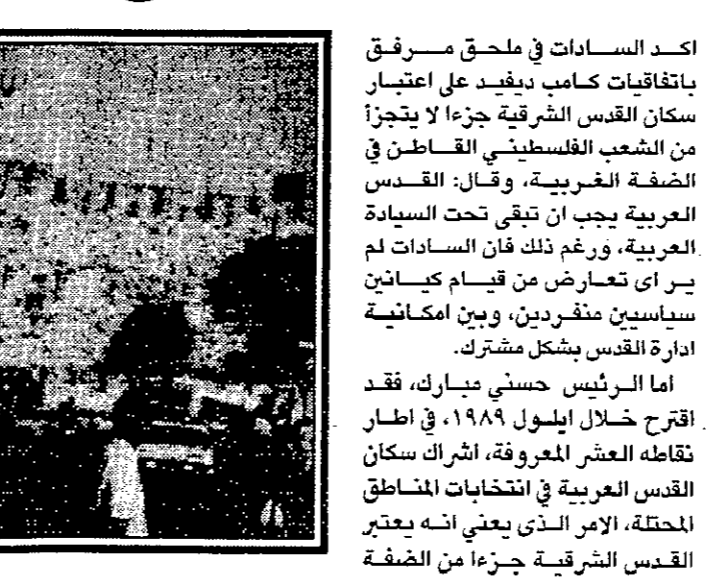 اكد السادات في ملحق مرفق
باتفاقيات كامب ديفيد على اعتبار
سكان القدس الشرقية جزءا لا يتجزأ
من الشعب الفلسطيني القاطن في
الضفة الغربية، وقال: القدس
العربية يجب ان تبقى تحت السيادة
العربية، ورغم ذلك فان السادات لم
ير اى تعارض من قيام كيانين
سياسيين منفردين، وبين امكانية
ادارة القدس بشكل مشترك.
اما الرئيس حسني مبارك، فقد
اقترح خلال ايلول ١٩٨٩، في اطار
نقاطه العشر المعروفة، اشراك سكان
القدس العربية في انتخابات المناطق
المحتلة، الامر الذى يعني انه يعتبر
القدس الشرقية جزءا من الضفة